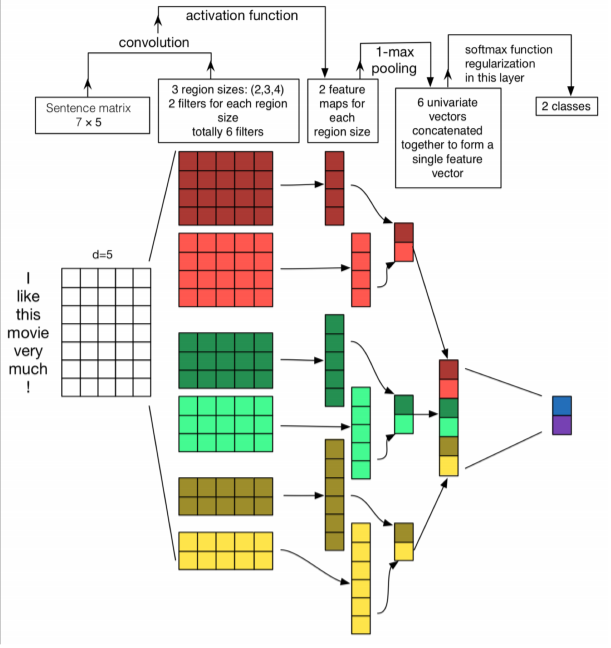 activation function
convolution
1-max
pooling
softmax function
regularization
in this layer
Sentence matrix
7 × 5
3 region sizes: (2,3,4)
2 filters for each region
size
totally 6 filters
2 feature
maps for
each
region size
6 univariate
vectors
concatenated
together to form a
single feature
vector
2 classes
d=5
I
like
this
movie
very
much
!